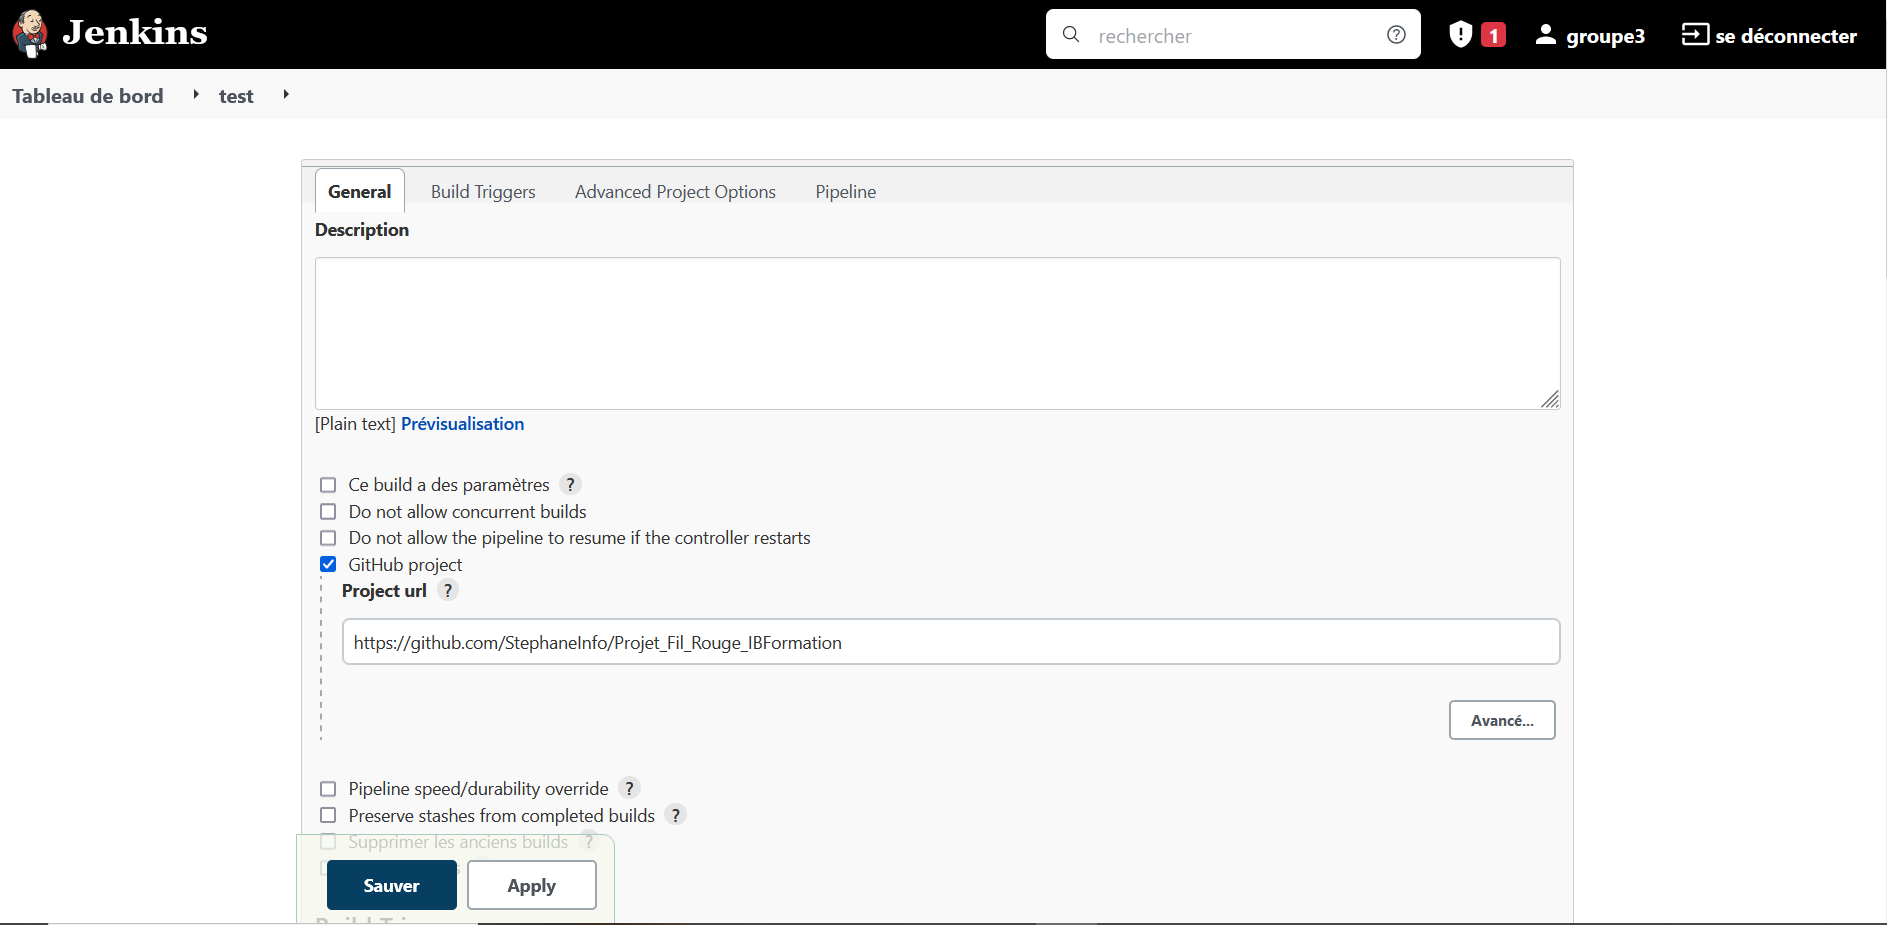 Jenkins
rechercher
1
groupe3
se déconnecter
Tableau de bord
test
General
Build Triggers
Advanced Project Options
Pipeline
Description
[Plain text] Prévisualisation
Ce build a des paramètres ?
Do not allow concurrent builds
Do not allow the pipeline to resume if the controller restarts
GitHub project
Project url ?
https://github.com/StephaneInfo/Projet_Fil_Rouge_IBFormation
Avancé...
Pipeline speed/durability override ?
Preserve stashes from completed builds ?
Supprimer les anciens builds ?
Sauver
Apply